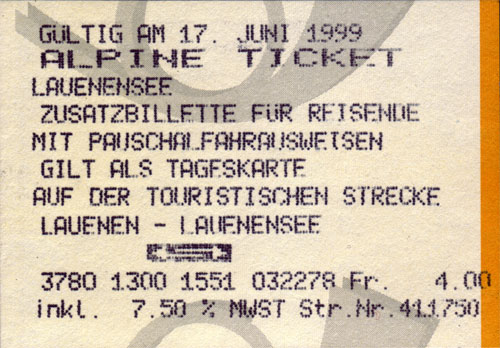 GÜLTIG AM 17. JUNI 1999
ALPINE TICKET
LAUENENSEE
ZUSATZBILLETTE FÜR REISENDE
MIT PAUSCHALFAHRAUSWEISEN
GILT ALS TAGESKARTE
AUF DER TOURISTISCHEN STRECKE
LAUENEN - LAUENENSEE
3780 1300 1551 032278 Fr. 4.00
inkl. 7.50 % MWST Str.Nr.411750